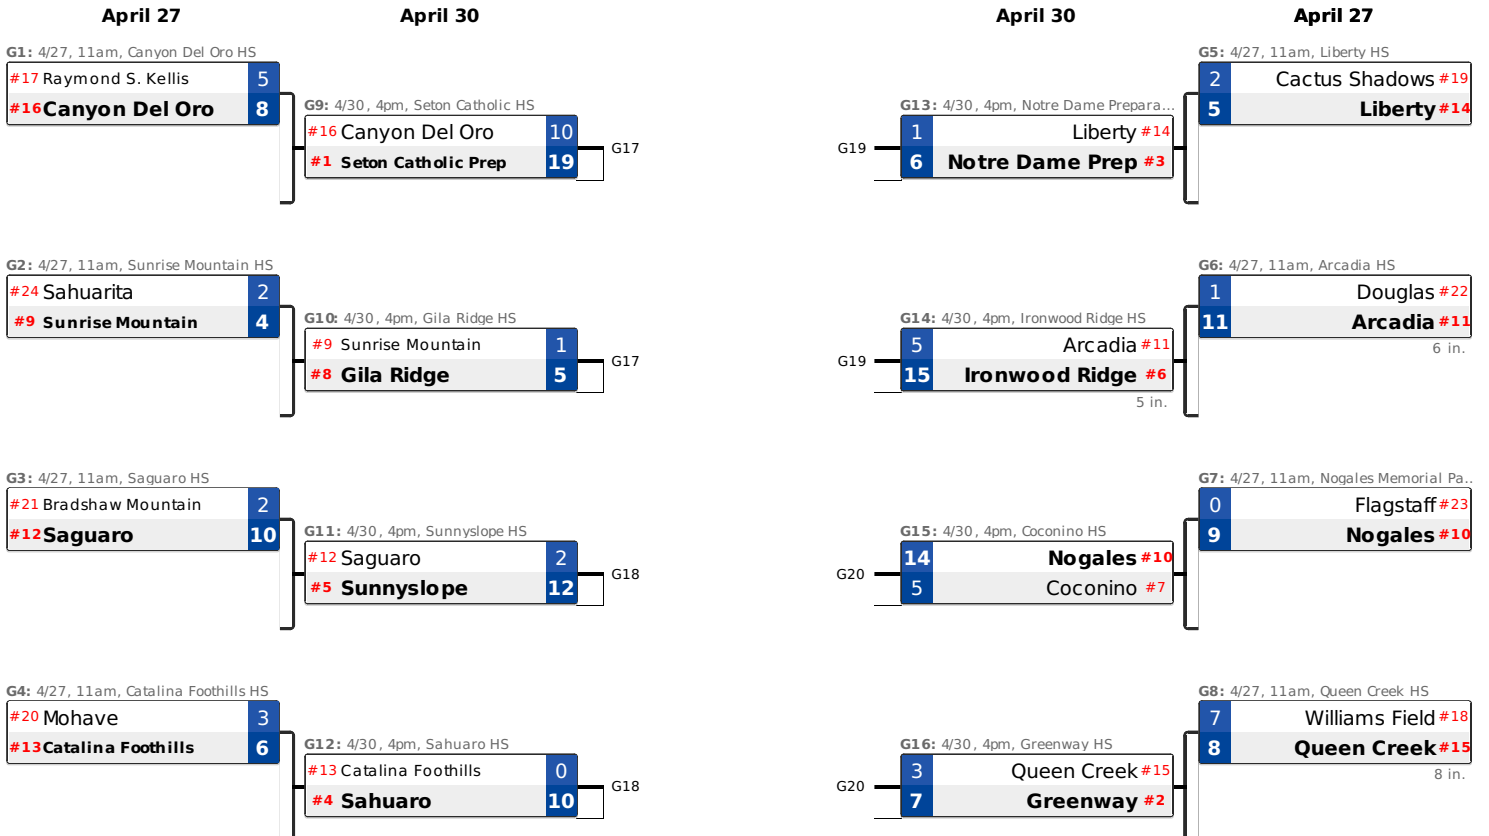 April 27
April 30
April 30
April 27
G1: 4/27, 11am, Canyon Del Oro HS
#17 Raymond S. Kellis 5
#16 Canyon Del Oro 8
G9: 4/30, 4pm, Seton Catholic HS
#16 Canyon Del Oro 10
#1 Seton Catholic Prep 19
G17
G13: 4/30, 4pm, Notre Dame Prepara...
1 Liberty #14
6 Notre Dame Prep #3
G19
G5: 4/27, 11am, Liberty HS
2 Cactus Shadows #19
5 Liberty #14
G2: 4/27, 11am, Sunrise Mountain HS
#24 Sahuarita 2
#9 Sunrise Mountain 4
G10: 4/30, 4pm, Gila Ridge HS
#9 Sunrise Mountain 1
#8 Gila Ridge 5
G17
G14: 4/30, 4pm, Ironwood Ridge HS
5 Arcadia #11
15 Ironwood Ridge #6
5 in.
G19
G6: 4/27, 11am, Arcadia HS
1 Douglas #22
11 Arcadia #11
6 in.
G3: 4/27, 11am, Saguaro HS
#21 Bradshaw Mountain 2
#12 Saguaro 10
G11: 4/30, 4pm, Sunnyslope HS
#12 Saguaro 2
#5 Sunnyslope 12
G18
G15: 4/30, 4pm, Coconino HS
14 Nogales #10
5 Coconino #7
G20
G7: 4/27, 11am, Nogales Memorial Pa..
0 Flagstaff #23
9 Nogales #10
G4: 4/27, 11am, Catalina Foothills HS
#20 Mohave 3
#13 Catalina Foothills 6
G12: 4/30, 4pm, Sahuaro HS
#13 Catalina Foothills 0
#4 Sahuaro 10
G18
G16: 4/30, 4pm, Greenway HS
3 Queen Creek #15
7 Greenway #2
G20
G8: 4/27, 11am, Queen Creek HS
7 Williams Field #18
8 Queen Creek #15
8 in.